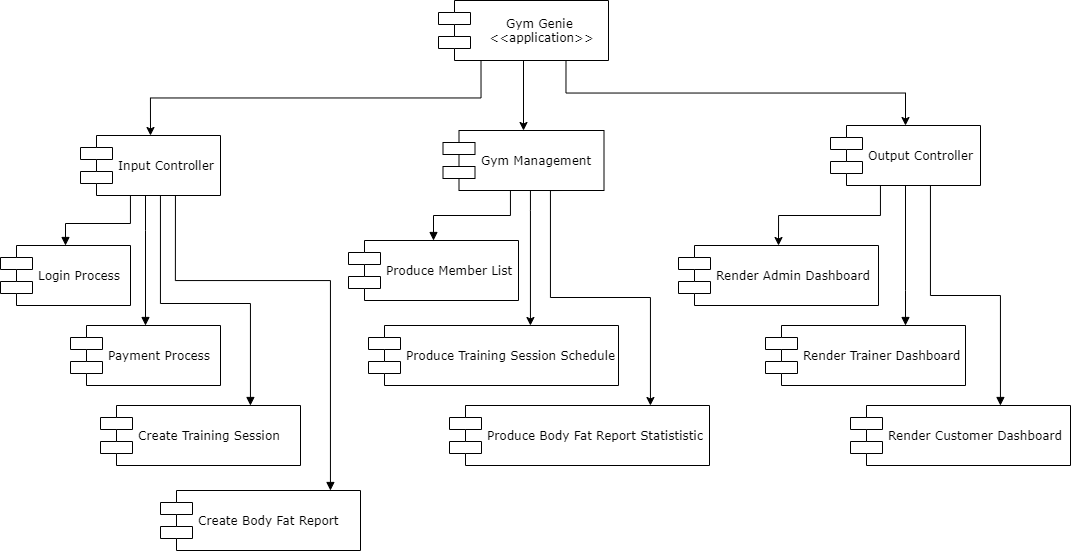 Gym Genie
<<application>>
Input Controller
Gym Management
Output Controller
Login Process
Produce Member List
Render Admin Dashboard
Payment Process
Produce Training Session Schedule
Render Trainer Dashboard
Create Training Session
Produce Body Fat Report Statististic
Render Customer Dashboard
Create Body Fat Report